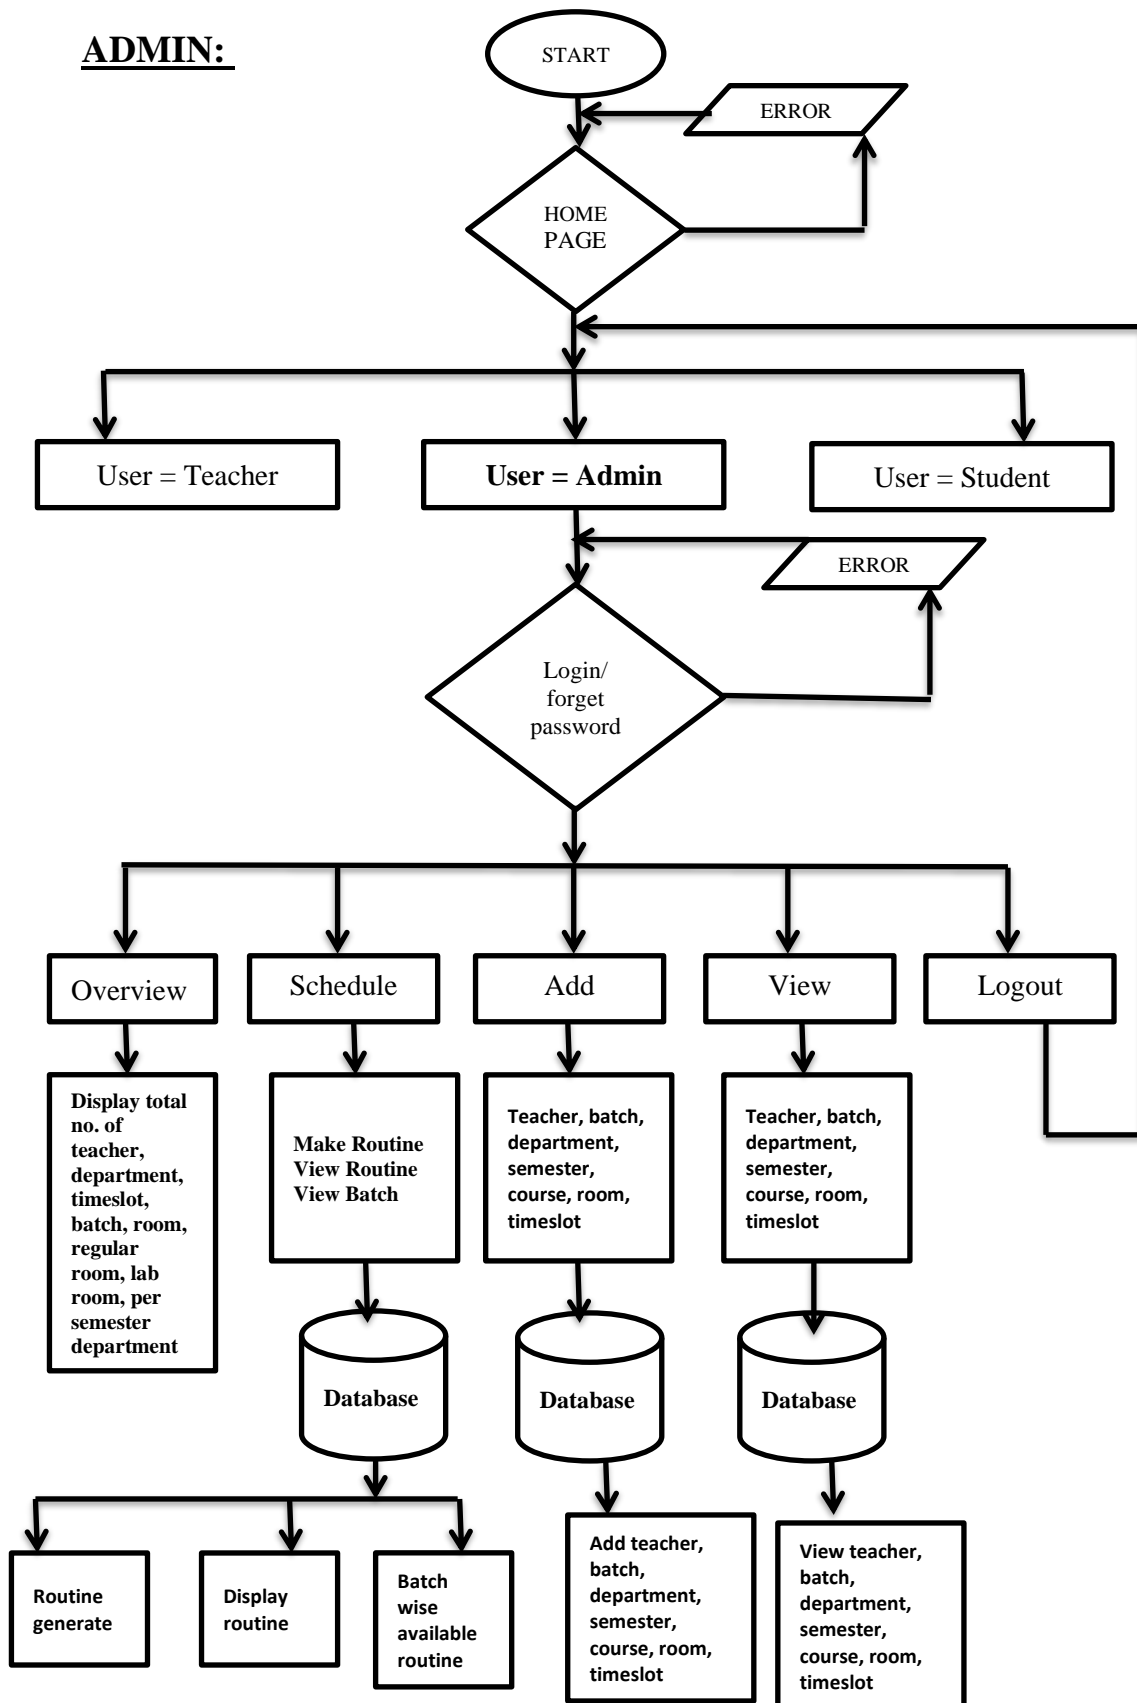 ADMIN:
START
ERROR
HOME
PAGE
User = Teacher
User = Admin
User = Student
ERROR
Login/
forget
password
Overview
Schedule
Add
View
Logout
Display total
no. of
teacher,
department,
timeslot,
batch, room,
regular
room, lab
room, per
semester
department
Make Routine
View Routine
View Batch
Teacher, batch,
department,
semester,
course, room,
timeslot
Teacher, batch,
department,
semester,
course, room,
timeslot
Database
Database
Database
Routine
generate
Display
routine
Batch
wise
available
routine
Add teacher,
batch,
department,
semester,
course, room,
timeslot
View teacher,
batch,
department,
semester,
course, room,
timeslot